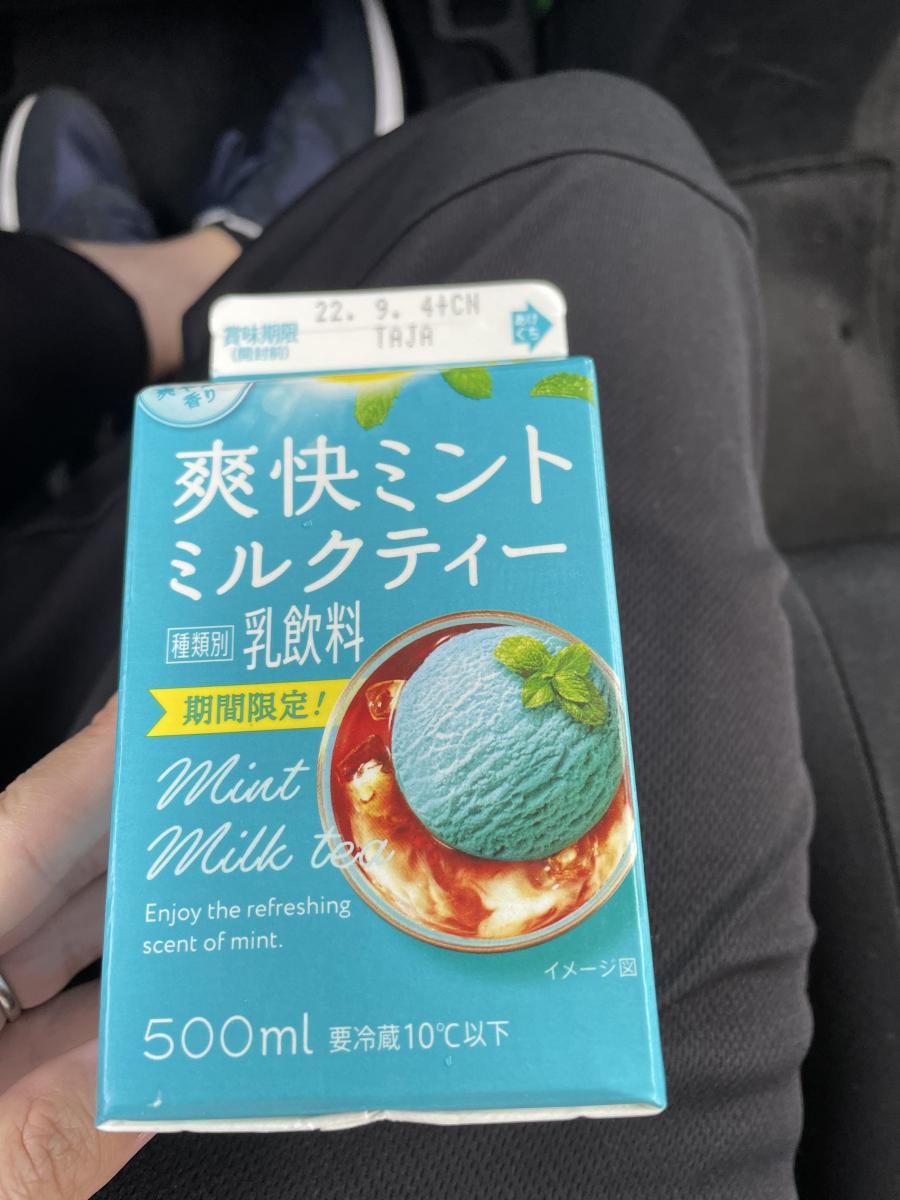 22. 9. 4
CN
賞味期限
TAJA
(開封前)
あけ
くち
香り
爽快ミント
ミルクティー
種類別 乳飲料
期間限定!
Mint
Milk tea
Enjoy the refreshing
scent of mint.
イメージ図
500ml 要冷蔵10℃以下